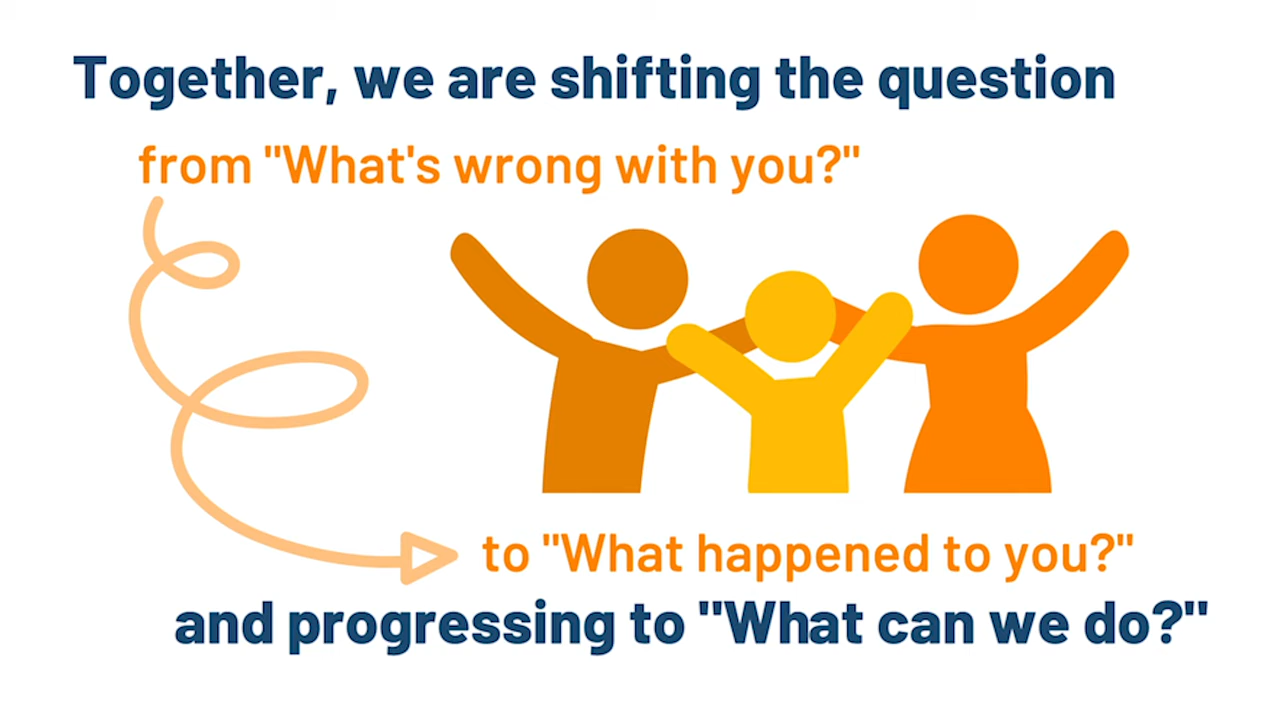 Together, we are shifting the question
from "What's wrong with you?"
to "What happened to you?"
and progressing to "What can we do?"